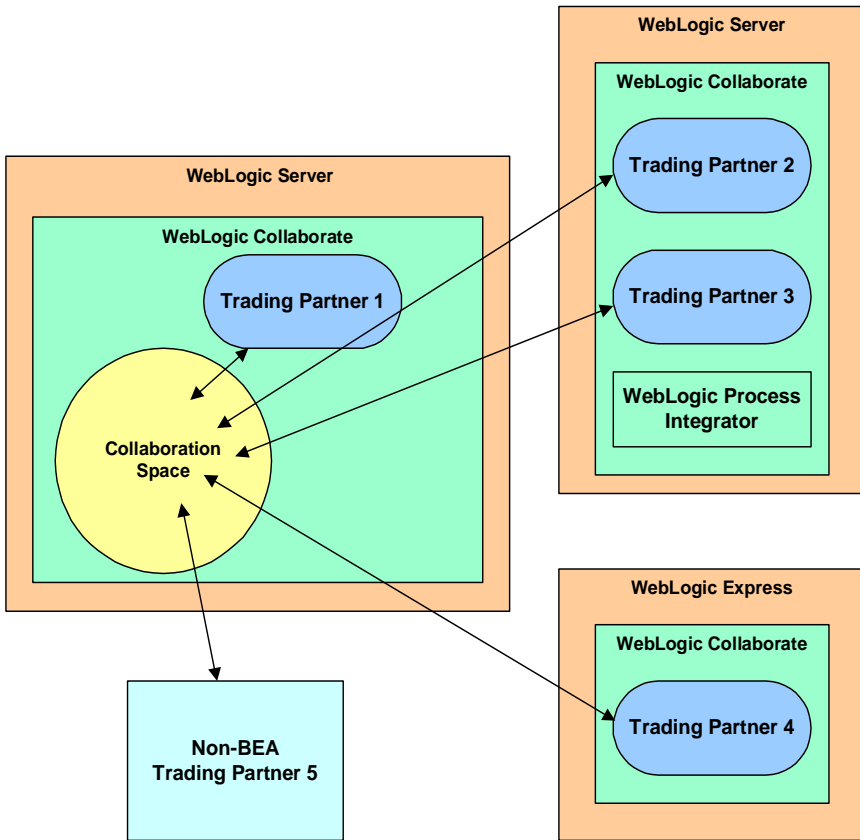 WebLogic Server
WebLogic Collaborate
Trading Partner 1
Collaboration
Space
Non-BEA
Trading Partner 5
WebLogic Server
WebLogic Collaborate
Trading Partner 2
Trading Partner 3
WebLogic Process
Integrator
WebLogic Express
WebLogic Collaborate
Trading Partner 4